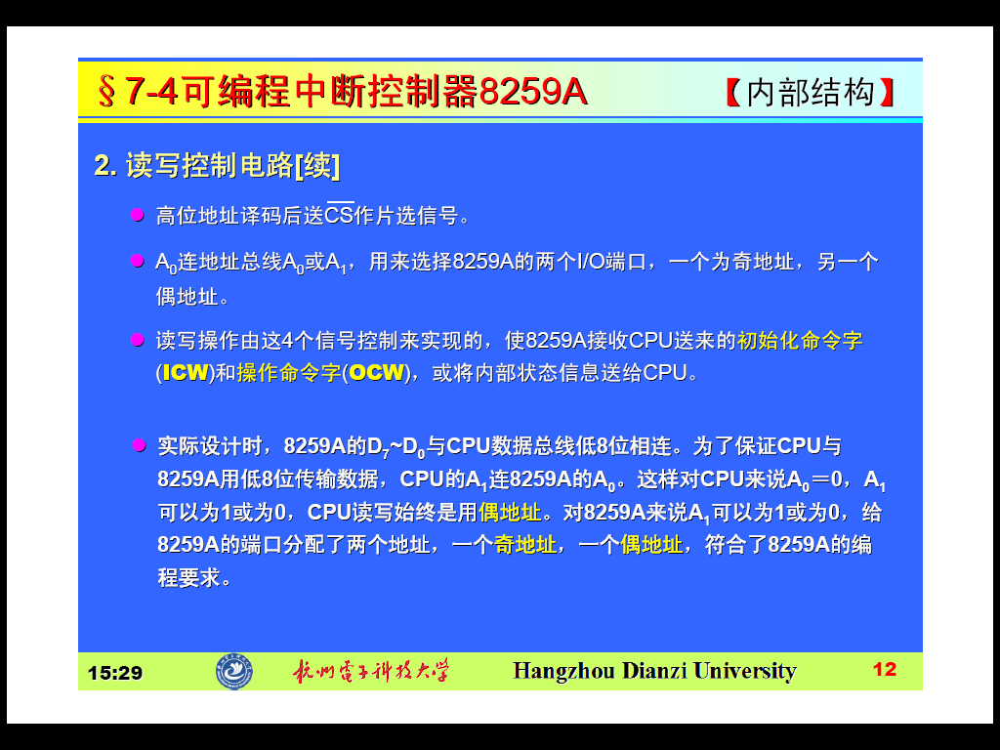 §7-4可编程中断控制器8259A
【内部结构】
2. 读写控制电路[续]
高位地址译码后送C̅S̅作片选信号。
A₀连地址总线A₀或A₁，用来选择8259A的两个I/O端口，一个为奇地址，另一个
偶地址。
读写操作由这4个信号控制来实现的，使8259A接收CPU送来的初始化命令字
(ICW)和操作命令字(OCW)，或将内部状态信息送给CPU。
实际设计时，8259A的D₇~D₀与CPU数据总线低8位相连。为了保证CPU与
8259A用低8位传输数据，CPU的A₁连8259A的A₀。这样对CPU来说A₀＝0，A₁
可以为1或为0，CPU读写始终是用偶地址。对8259A来说A₁可以为1或为0，给
8259A的端口分配了两个地址，一个奇地址，一个偶地址，符合了8259A的编
程要求。
15:29
杭州电子科技大学
Hangzhou Dianzi University
12